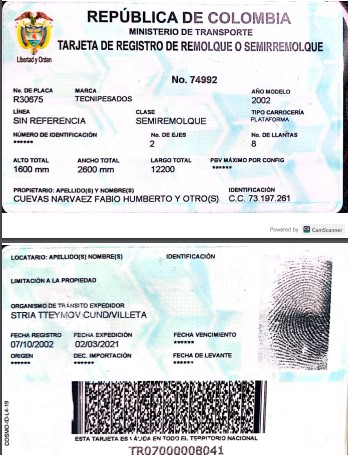 REPÚBLICA DE COLOMBIA
MINISTERIO DE TRANSPORTE
TARJETA DE REGISTRO DE REMOLQUE O SEMIRREMOLQUE
Libertad y Orden
No. 74992
No. DE PLACA MARCA AÑO MODELO
R30675 TECNIPESADOS 2002
LÍNEA CLASE TIPO CARROCERÍA
SIN REFERENCIA SEMIREMOLQUE PLATAFORMA
NÚMERO DE IDENTIFICACIÓN No. DE EJES No. DE LLANTAS
****** 2 8
ALTO TOTAL ANCHO TOTAL LARGO TOTAL PBV MÁXIMO POR CONFIG
1600 mm 2600 mm 12200 ******
PROPIETARIO: APELLIDO(S) Y NOMBRE(S) IDENTIFICACIÓN
CUEVAS NARVAEZ FABIO HUMBERTO Y OTRO(S) C.C. 73.197.261
Powered by CS CamScanner
LOCATARIO: APELLIDO(S) NOMBRE(S) IDENTIFICACIÓN
LIMITACIÓN A LA PROPIEDAD
ORGANISMO DE TRÁNSITO EXPEDIDOR
STRIA TTEYMOV CUND/VILLETA
FECHA REGISTRO FECHA EXPEDICIÓN FECHA VENCIMIENTO
07/10/2002 02/03/2021 ******
ORIGEN DEC. IMPORTACIÓN FECHA DE LEVANTE
****** ****** ******
COSMO-ID-L4-19
ESTA TARJETA ES VÁLIDA EN TODO EL TERRITORIO NACIONAL
TR07000008041